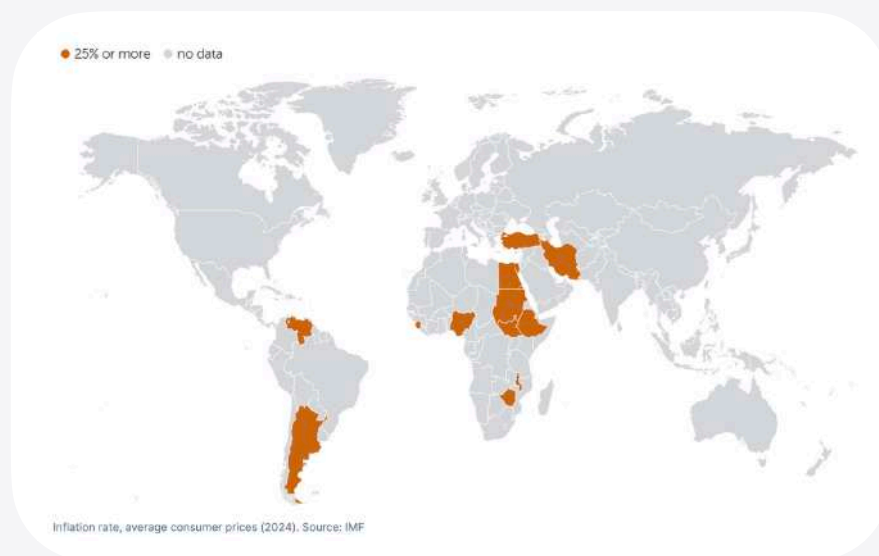 25% or more no data
Inflation rate, average consumer prices (2024). Source: IMF